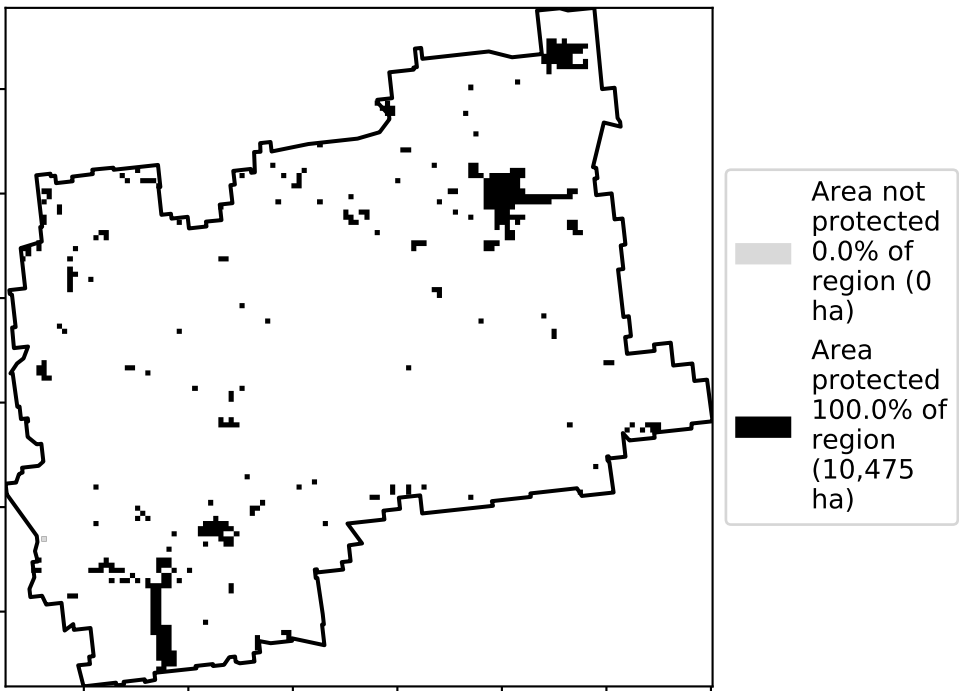 Area not
protected
0.0% of
region (0
ha)
Area
protected
100.0% of
region
(10,475
ha)